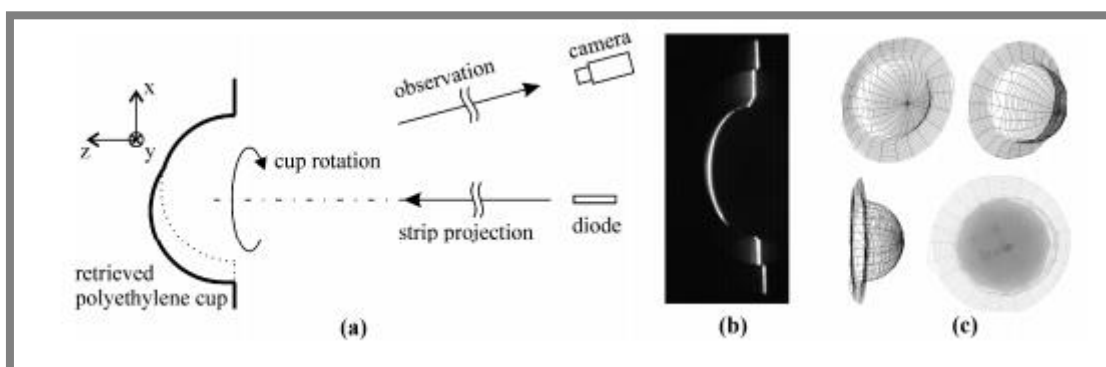 camera
observation
x
z
y
cup rotation
strip projection
diode
retrieved
polyethylene cup
(a)
(b)
(c)